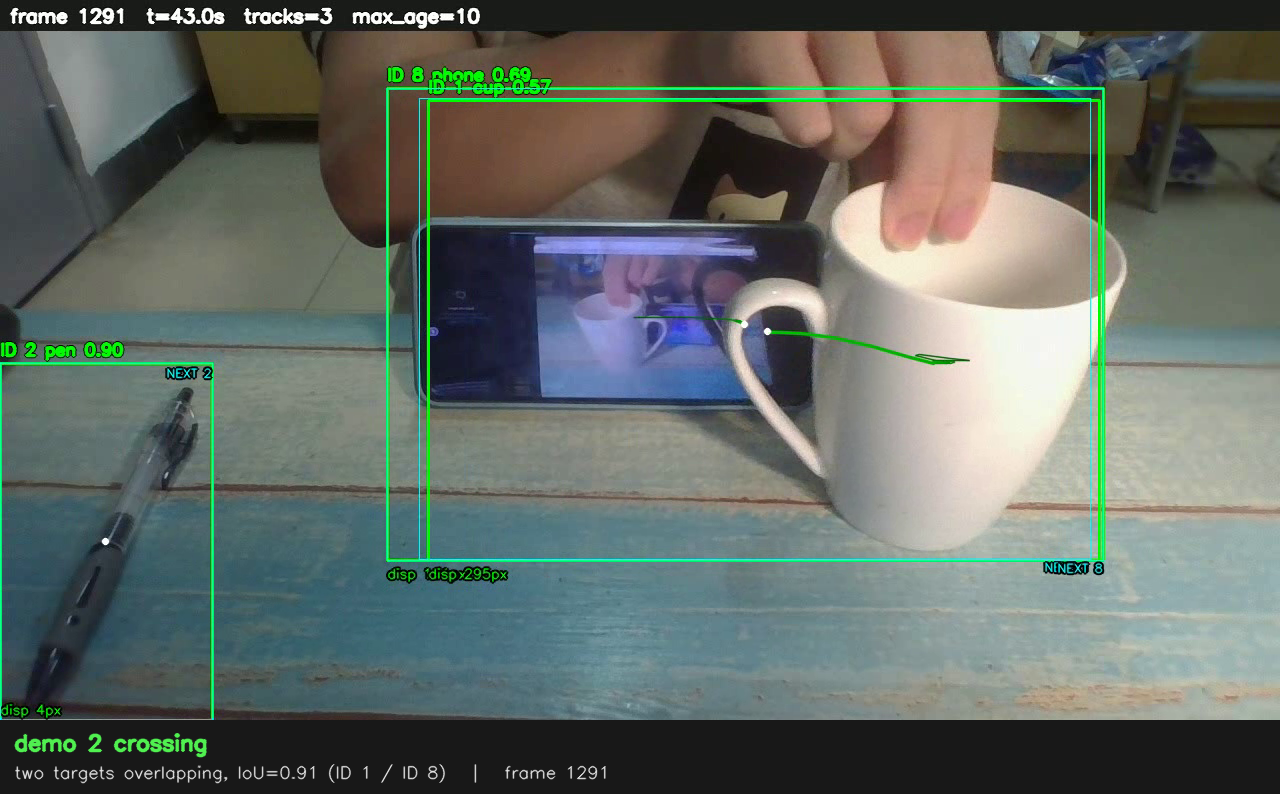 frame 1291 t=43.0s tracks=3 max_age=10
ID 8 phone 0.69
ID 1 cup 0.57
ID 2 pen 0.90
NEXT 2
disp 295px
NEXT 8
disp 4px
demo 2 crossing
two targets overlapping, IoU=0.91 (ID 1 / ID 8) | frame 1291